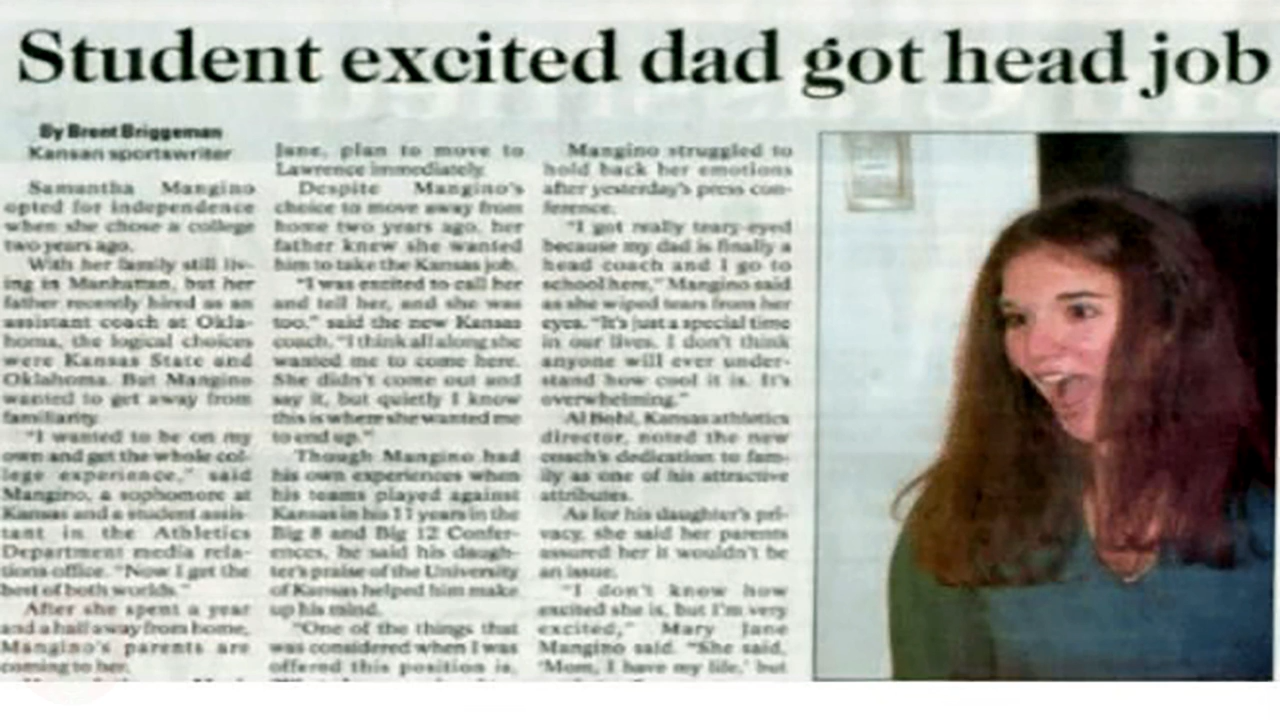 Student excited dad got head job
By Brent Briggeman
Kansan sportswriter
Samantha Mangino
opted for independence
when she chose a college
two years ago.
With her family still liv-
ing in Manhattan, but her
father recently hired as an
assistant coach at Okla-
homa, the logical choices
were Kansas State and
Oklahoma. But Mangino
wanted to get away from
familiarity.
"I wanted to be on my
own and get the whole col-
lege experience," said
Mangino, a sophomore at
Kansas and a student assis-
tant in the Athletics
Department media rela-
tions office. "Now I get the
best of both worlds."
After she spent a year
and a half away from home,
Mangino's parents are
coming to her.
Jane, plan to move to
Lawrence immediately.
Despite Mangino's
choice to move away from
home two years ago, her
father knew she wanted
him to take the Kansas job.
"I was excited to call her
and tell her, and she was
too," said the new Kansas
coach. "I think all along she
wanted me to come here.
She didn't come out and
say it, but quietly I know
this is where she wanted me
to end up."
Though Mangino had
his own experiences when
his teams played against
Kansas in his 11 years in the
Big 8 and Big 12 Confer-
ences, he said his daugh-
ter's praise of the University
of Kansas helped him make
up his mind.
"One of the things that
was considered when I was
offered this position is,
Mangino struggled to
hold back her emotions
after yesterday's press con-
ference.
"I got really teary-eyed
because my dad is finally a
head coach and I go to
school here," Mangino said
as she wiped tears from her
eyes. "It's just a special time
in our lives. I don't think
anyone will ever under-
stand how cool it is. It's
overwhelming."
Al Bohl, Kansas athletics
director, noted the new
coach's dedication to fam-
ily as one of his attractive
attributes.
As for his daughter's pri-
vacy, she said her parents
assured her it wouldn't be
an issue.
"I don't know how
excited she is, but I'm very
excited," Mary Jane
Mangino said. "She said,
'Mom, I have my life,' but